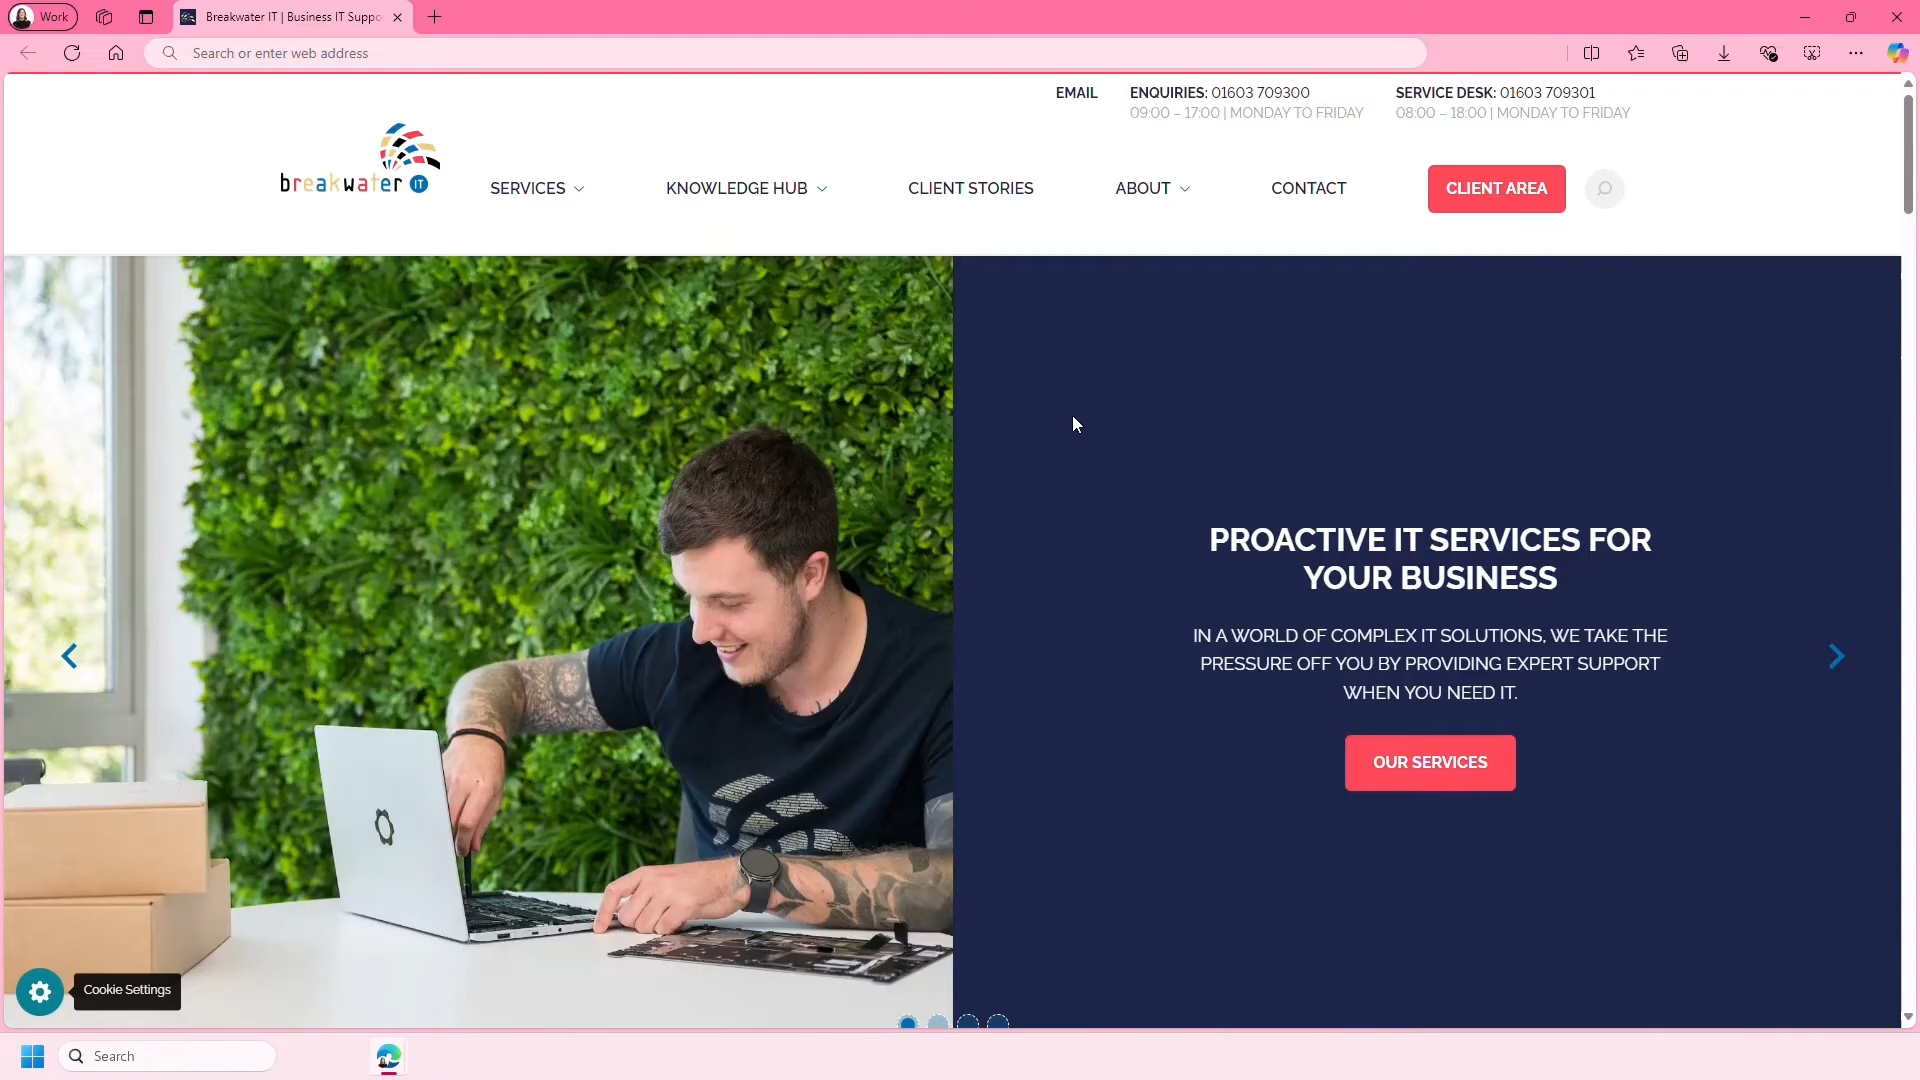 Work
Breakwater IT | Business IT Suppo
Search or enter web address
EMAIL
ENQUIRIES: 01603 709300
09:00 – 17:00 | MONDAY TO FRIDAY
SERVICE DESK: 01603 709301
08:00 – 18:00 | MONDAY TO FRIDAY
breakwater IT
SERVICES
KNOWLEDGE HUB
CLIENT STORIES
ABOUT
CONTACT
CLIENT AREA
PROACTIVE IT SERVICES FOR
YOUR BUSINESS
IN A WORLD OF COMPLEX IT SOLUTIONS, WE TAKE THE
PRESSURE OFF YOU BY PROVIDING EXPERT SUPPORT
WHEN YOU NEED IT.
OUR SERVICES
Cookie Settings
Search